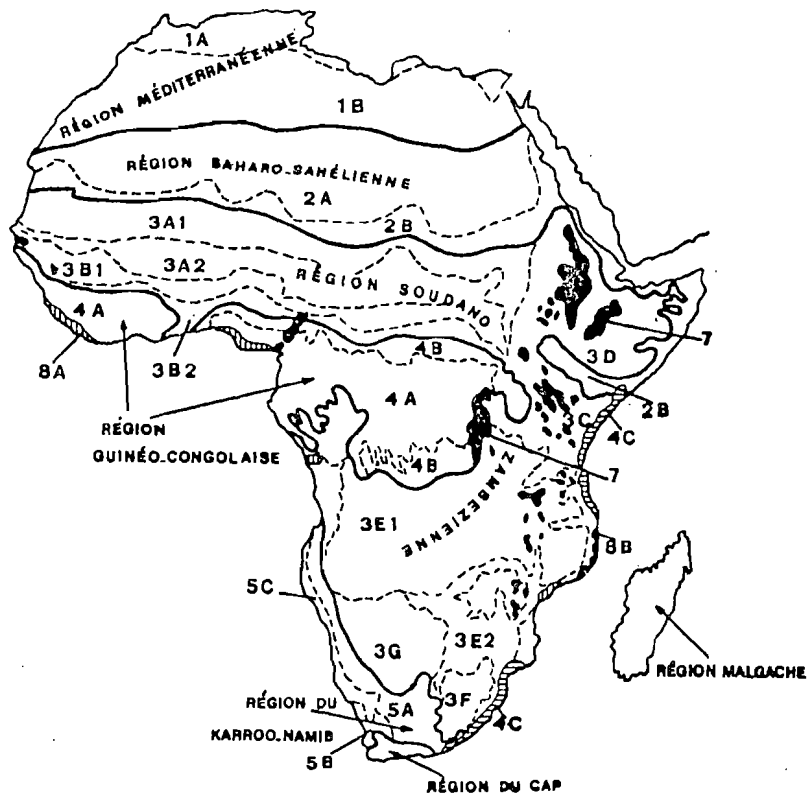 1A
RÉGION MÉDITERRANÉENNE
1B
RÉGION SAHARO-SAHÉLIENNE
2A
2B
3A1
3B1
3A2
RÉGION SOUDANO
4A
7
8A
3B2
4B
3D
4A
2B
3C
4C
RÉGION
GUINÉO-CONGOLAISE
4B
7
ZAMBEZIENNE
3E1
8B
5C
3E2
3G
RÉGION MALGACHE
3F
RÉGION DU
5A
4C
KARROO-NAMIB
5B
RÉGION DU CAP